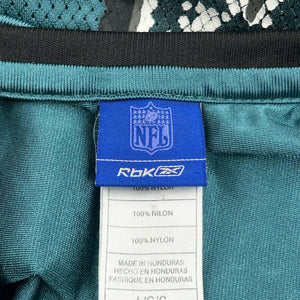 NFL
RbK
100% NYLON
100% NILON
100% NYLON
MADE IN HONDURAS
HECHO EN HONDURAS
FABRIQUÉ EN HONDURAS
L/G/G